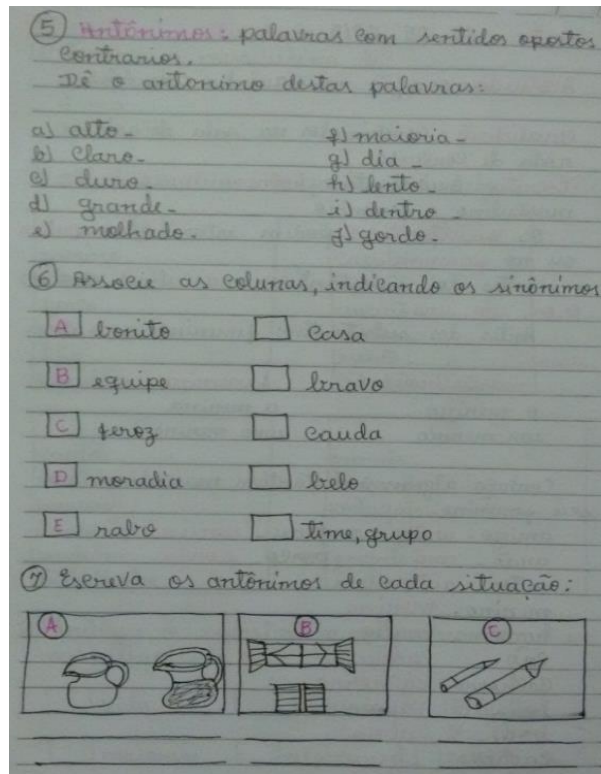 5 Antônimos: palavras com sentidos opostos
contrarios.
Dê o antonimo destas palavras:
a) alto - f) maioria -
b) claro - g) dia -
c) duro - h) lento -
d) grande - i) dentro -
e) molhado - j) gordo -
6 Associe as colunas, indicando os sinônimos
A bonito casa
B equipe bravo
C feroz cauda
D moradia belo
E rabo time, grupo
7 Escreva os antônimos de cada situação:
A B C